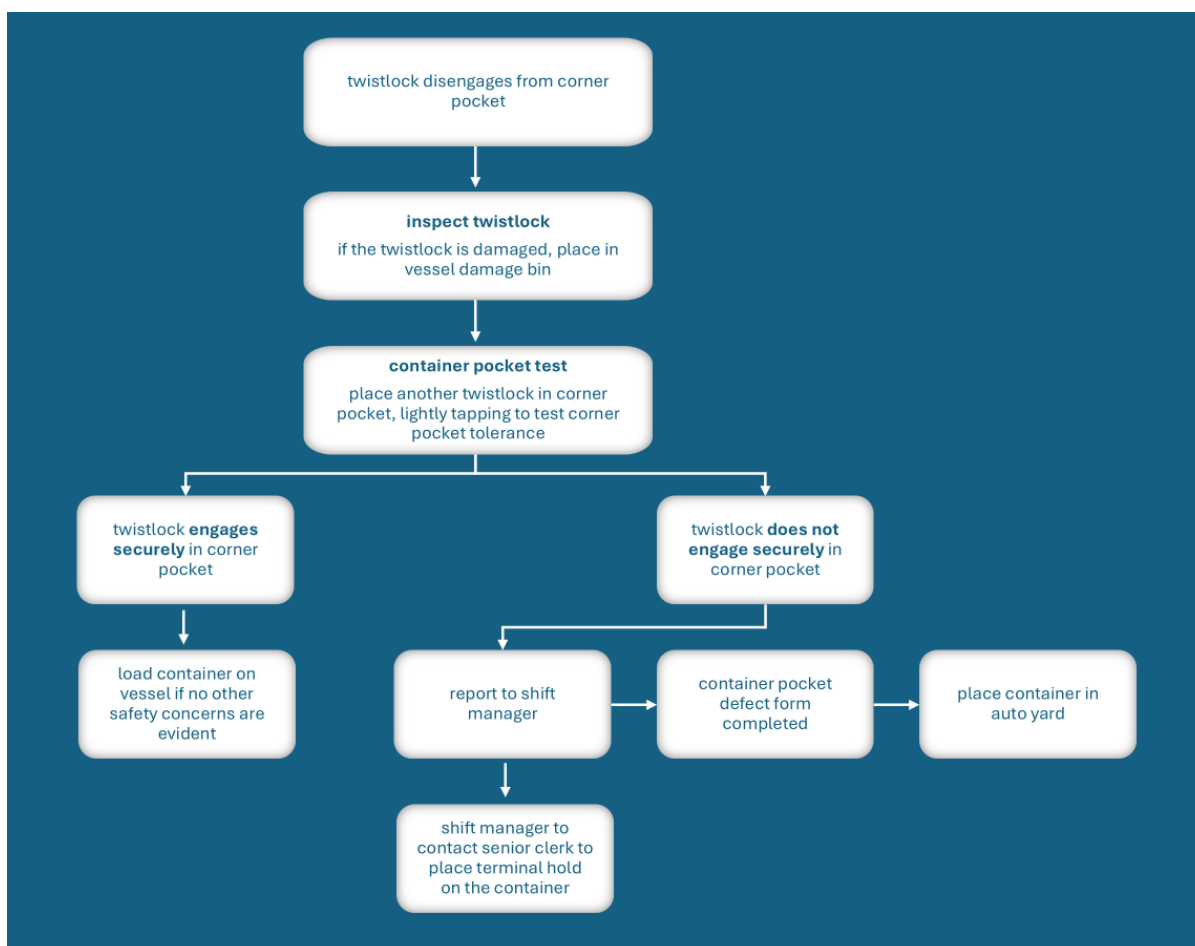 twistlock disengages from corner
pocket
inspect twistlock
if the twistlock is damaged, place in
vessel damage bin
container pocket test
place another twistlock in corner
pocket, lightly tapping to test corner
pocket tolerance
twistlock engages
securely in corner
pocket
twistlock does not
engage securely in
corner pocket
load container on
vessel if no other
safety concerns are
evident
report to shift
manager
container pocket
defect form
completed
place container in
auto yard
shift manager to
contact senior clerk to
place terminal hold
on the container